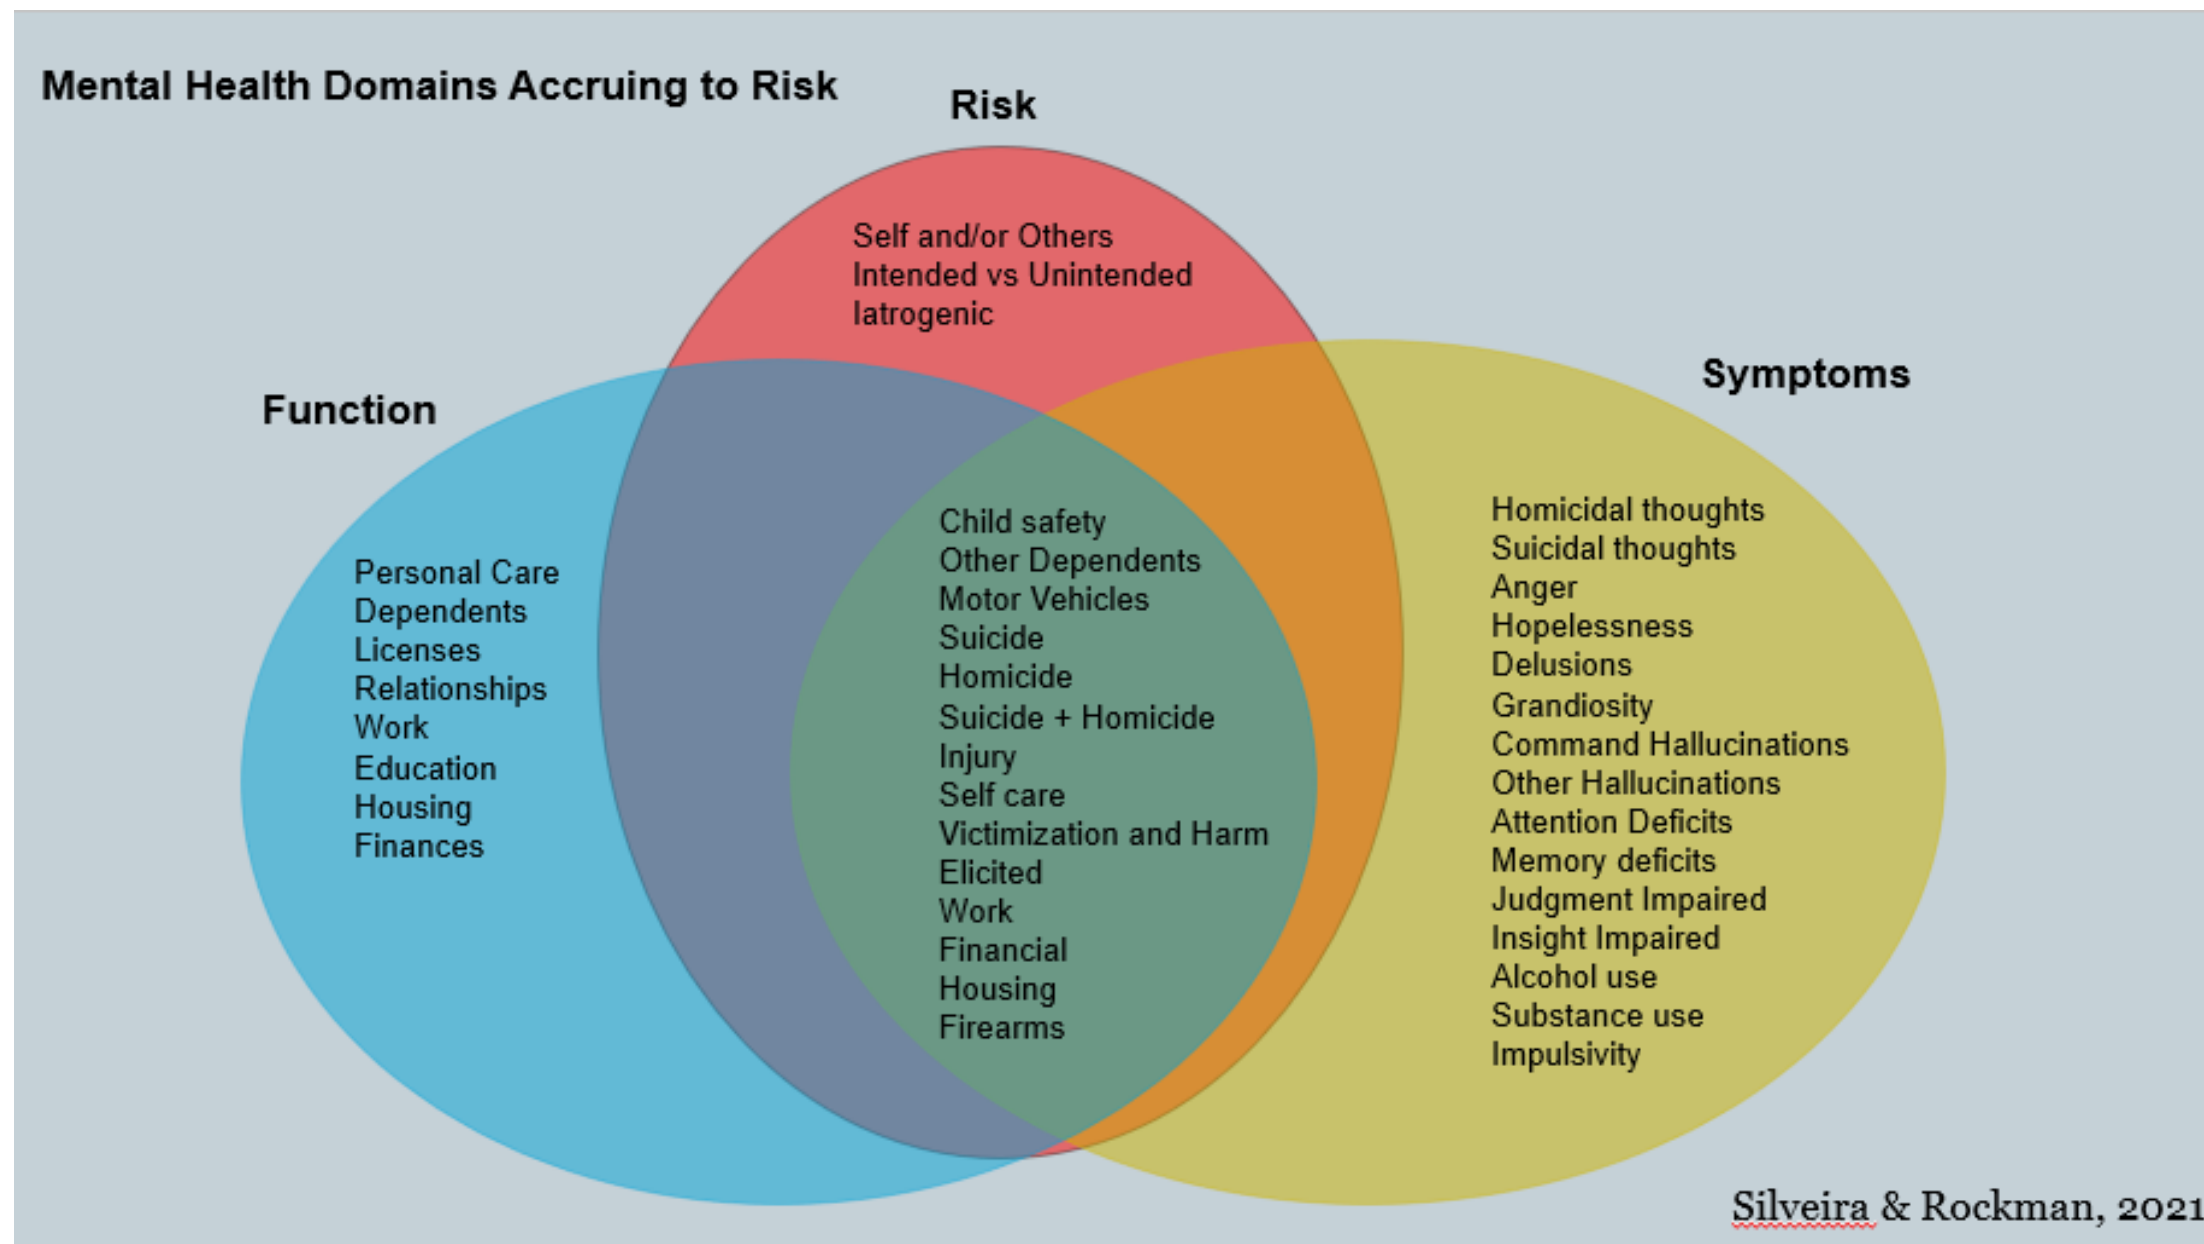 Mental Health Domains Accruing to Risk
Risk
Self and/or Others
Intended vs Unintended
Iatrogenic
Function
Personal Care
Dependents
Licenses
Relationships
Work
Education
Housing
Finances
Child safety
Other Dependents
Motor Vehicles
Suicide
Homicide
Suicide + Homicide
Injury
Self care
Victimization and Harm
Elicited
Work
Financial
Housing
Firearms
Symptoms
Homicidal thoughts
Suicidal thoughts
Anger
Hopelessness
Delusions
Grandiosity
Command Hallucinations
Other Hallucinations
Attention Deficits
Memory deficits
Judgment Impaired
Insight Impaired
Alcohol use
Substance use
Impulsivity
Silveira & Rockman, 2021